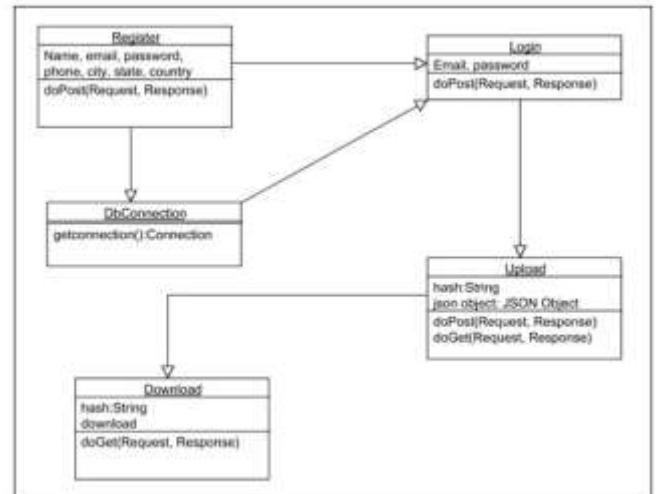 Register
Name, email, password,
phone, city, state, country
doPost(Request, Response)
Login
Email, password
doPost(Request, Response)
DbConnection
getconnection():Connection
Upload
hash:String
json object: JSON Object
doPost(Request, Response)
doGet(Request, Response)
Download
hash:String
download
doGet(Request, Response)